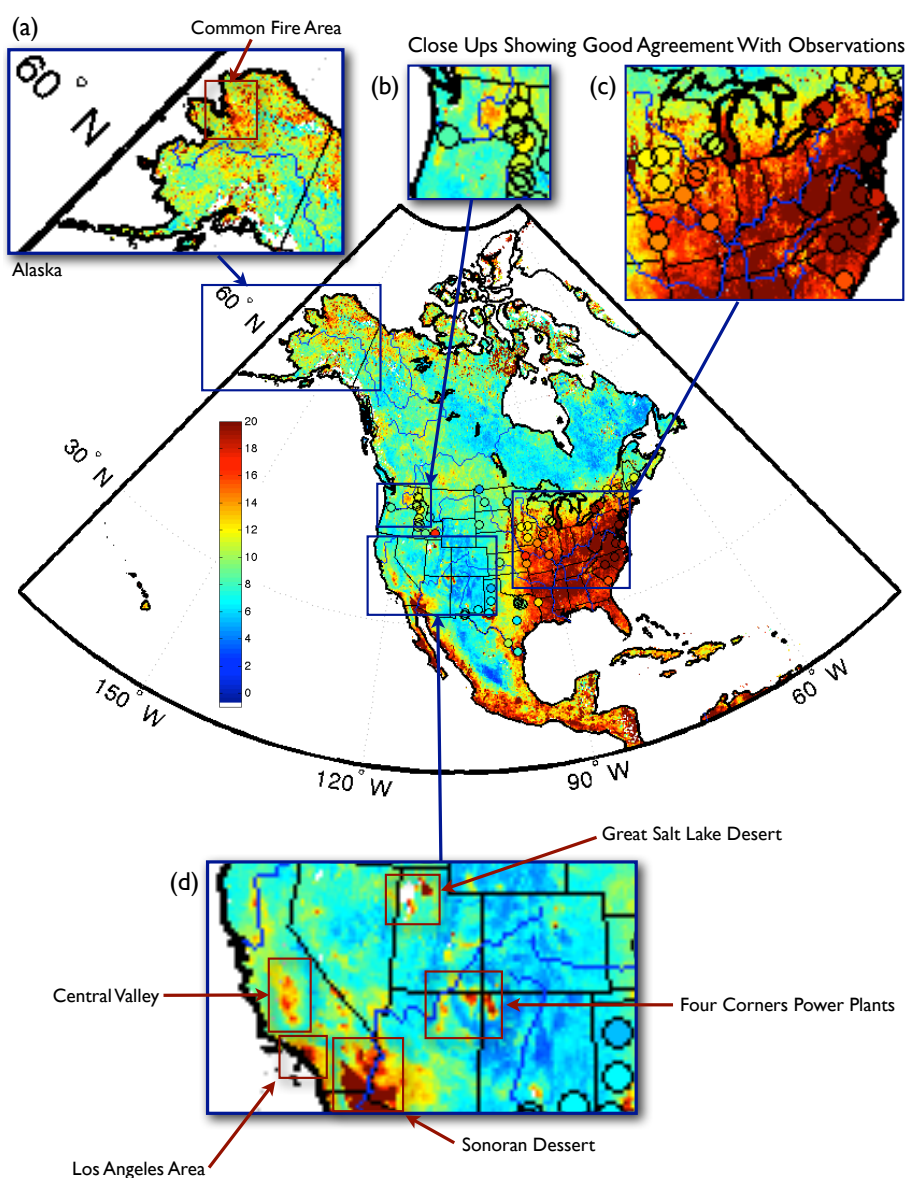 (a)
Common Fire Area
Close Ups Showing Good Agreement With Observations
60° N
(b)
(c)
Alaska
60° N
30° N
20
18
16
14
12
10
8
6
4
2
0
150° W
120° W
90° W
60° W
Great Salt Lake Desert
(d)
Central Valley
Four Corners Power Plants
Sonoran Dessert
Los Angeles Area